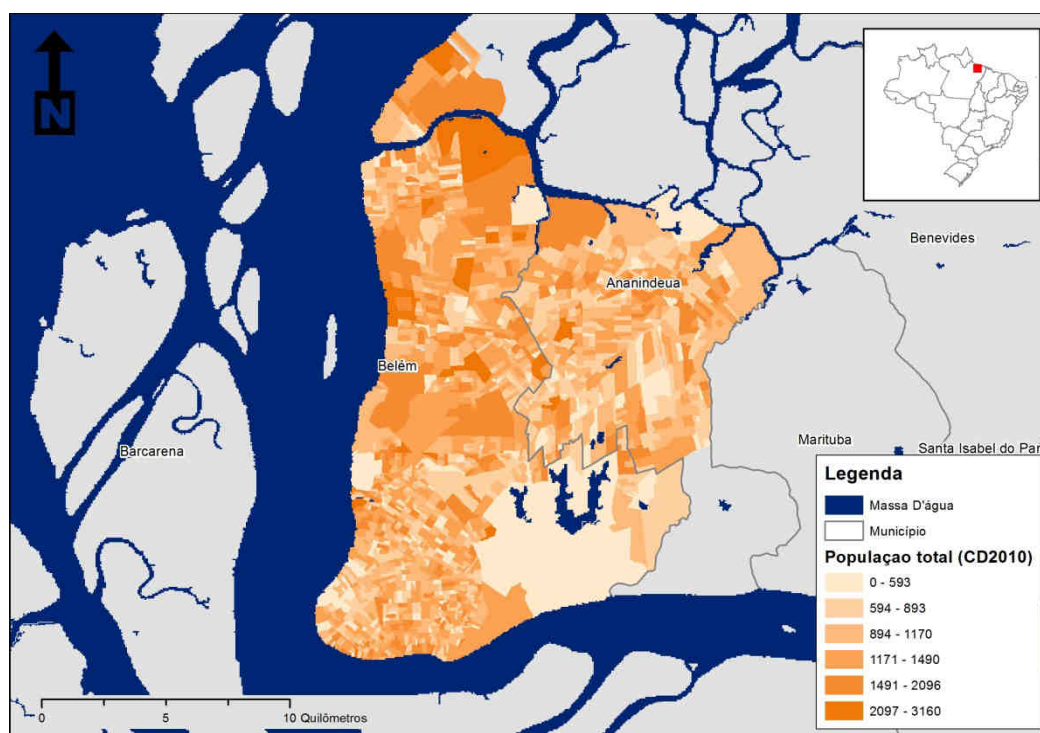 N
Benevides
Ananindeua
Belém
Barcarena
Marituba
Santa Isabel do Par
Legenda
Massa D'água
Município
Populaçao total (CD2010)
0 - 593
594 - 893
894 - 1170
1171 - 1490
1491 - 2096
2097 - 3160
0 5 10 Quilômetros